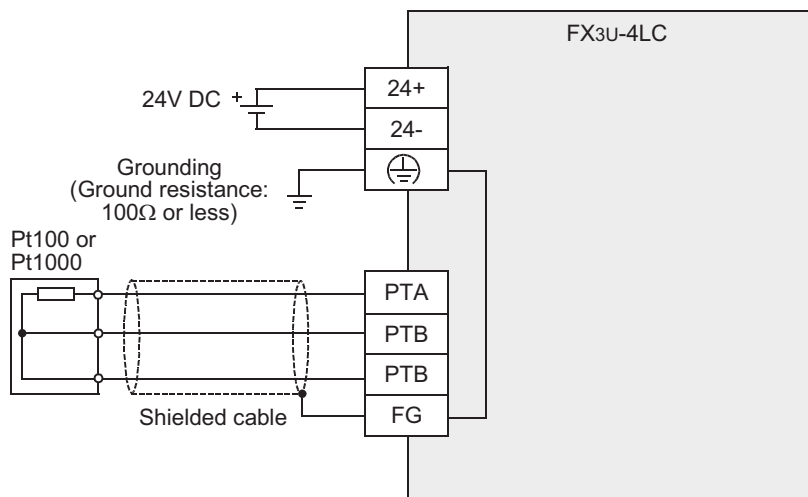 FX3U-4LC
24+
24V DC +
24-
Grounding
(Ground resistance:
100Ω or less)
Pt100 or
Pt1000
PTA
PTB
PTB
Shielded cable
FG